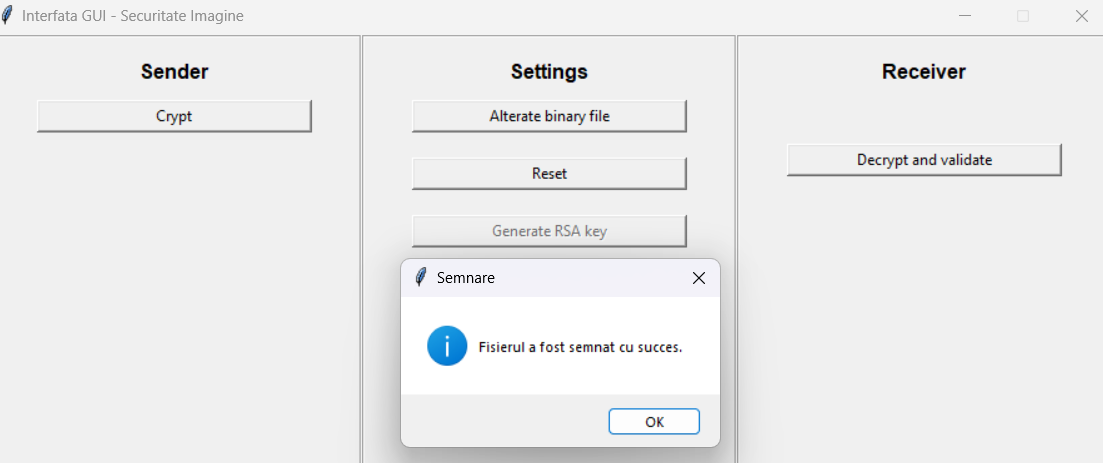 Interfata GUI - Securitate Imagine
Sender
Crypt
Settings
Alterate binary file
Reset
Generate RSA key
Receiver
Decrypt and validate
Semnare
Fisierul a fost semnat cu succes.
OK